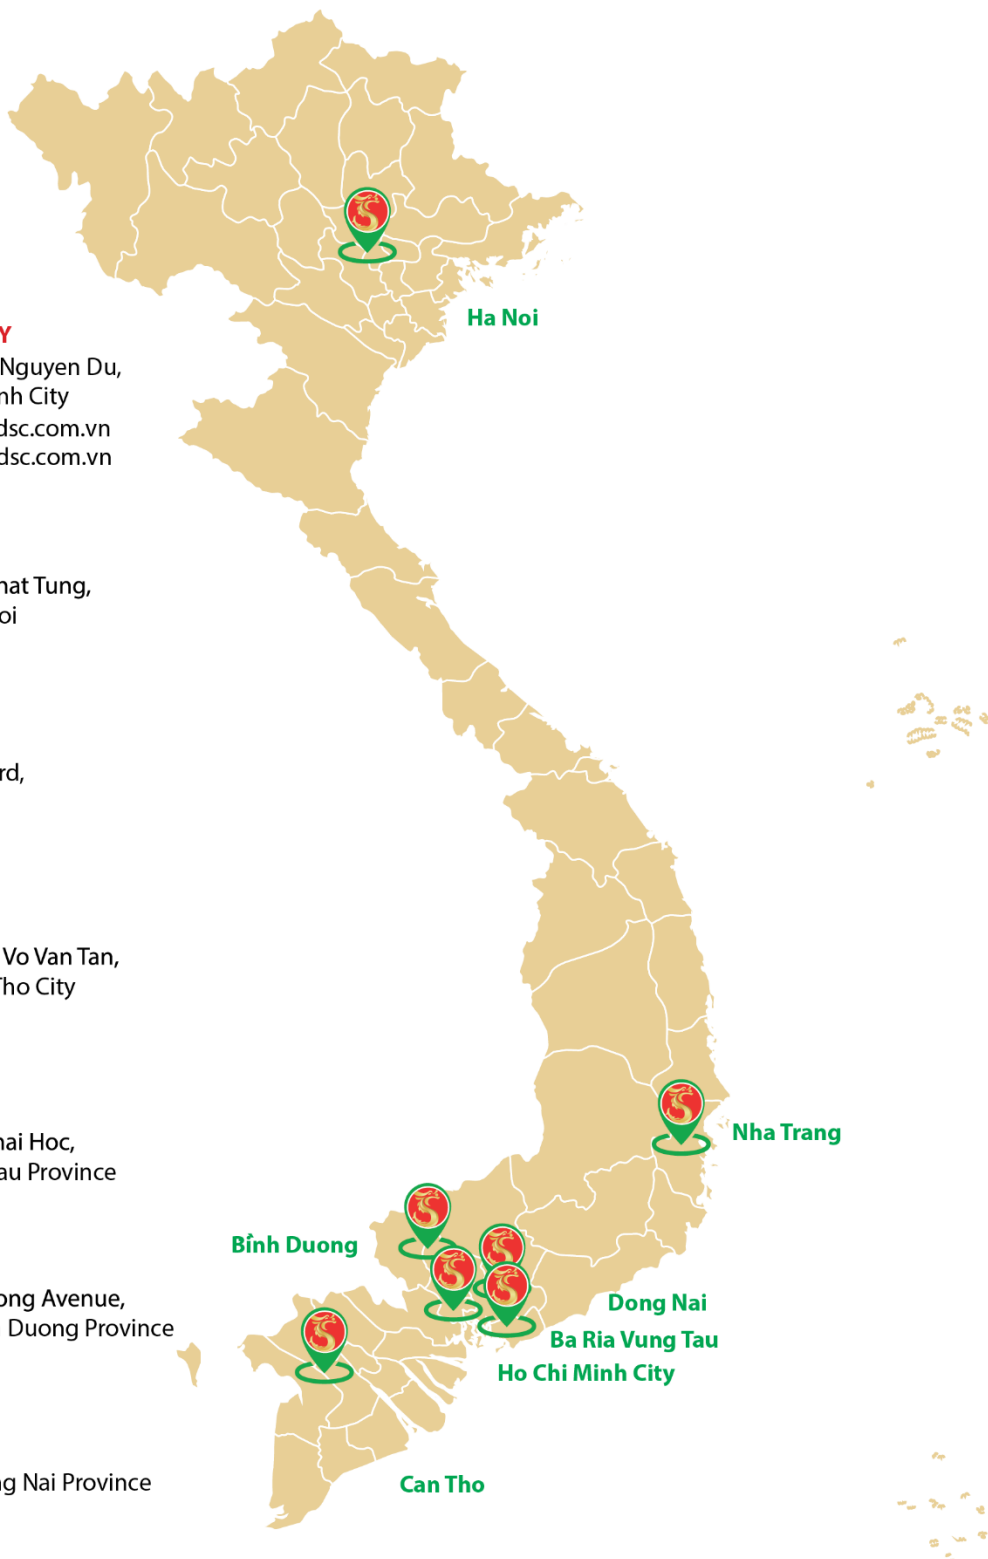 Y
Nguyen Du,
nh City
dsc.com.vn
dsc.com.vn
hat Tung,
oi
rd,
Vo Van Tan,
Tho City
hai Hoc,
au Province
ong Avenue,
Duong Province
g Nai Province
Ha Noi
Nha Trang
Bình Duong
Dong Nai
Ba Ria Vung Tau
Ho Chi Minh City
Can Tho